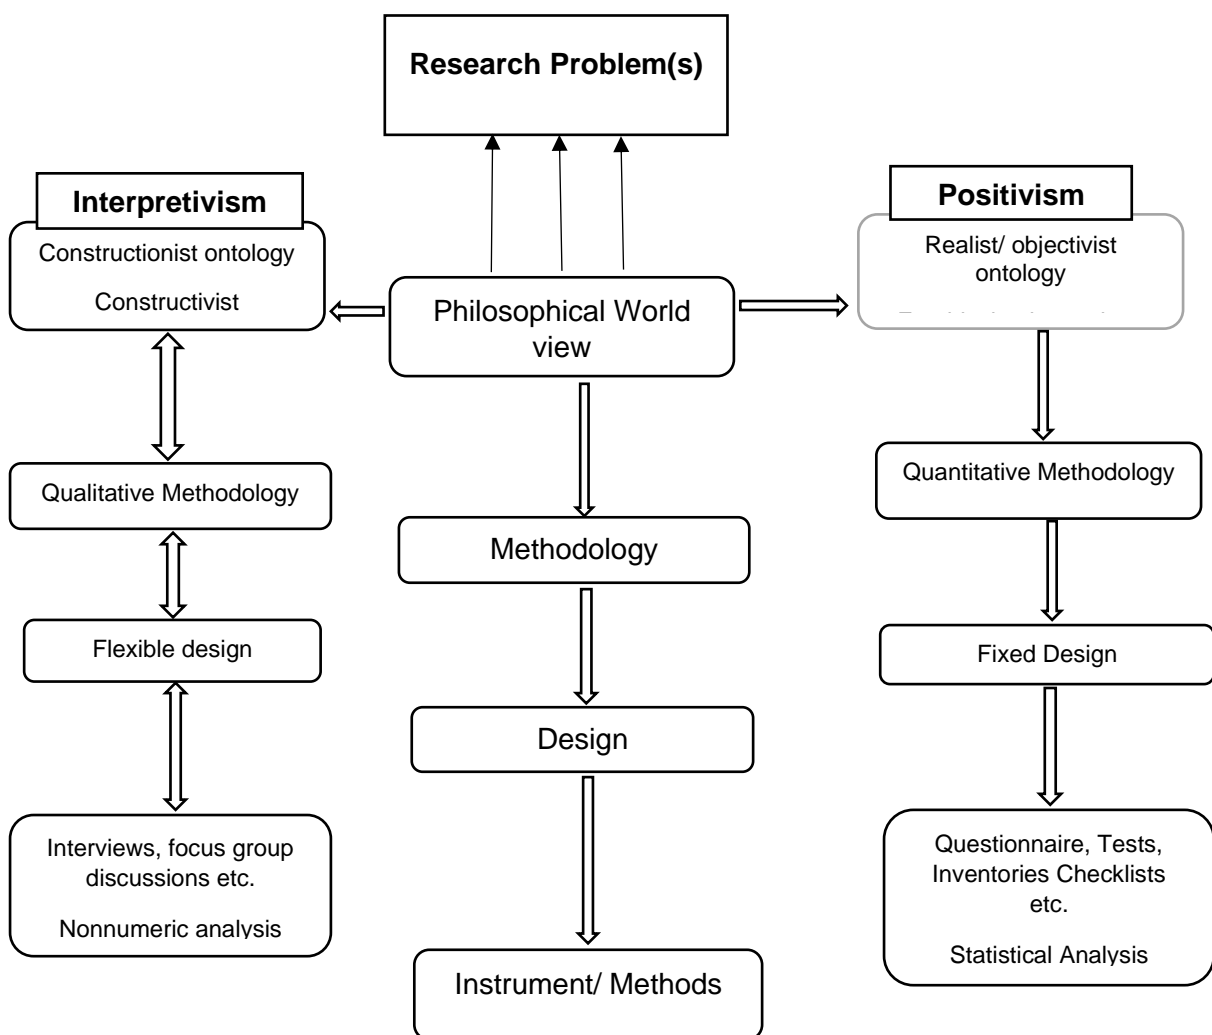 Research Problem(s)
Interpretivism
Constructionist ontology
Constructivist
Positivism
Realist/ objectivist
ontology
Philosophical World
view
Qualitative Methodology
Methodology
Quantitative Methodology
Flexible design
Design
Fixed Design
Interviews, focus group
discussions etc.
Nonnumeric analysis
Instrument/ Methods
Questionnaire, Tests,
Inventories Checklists
etc.
Statistical Analysis